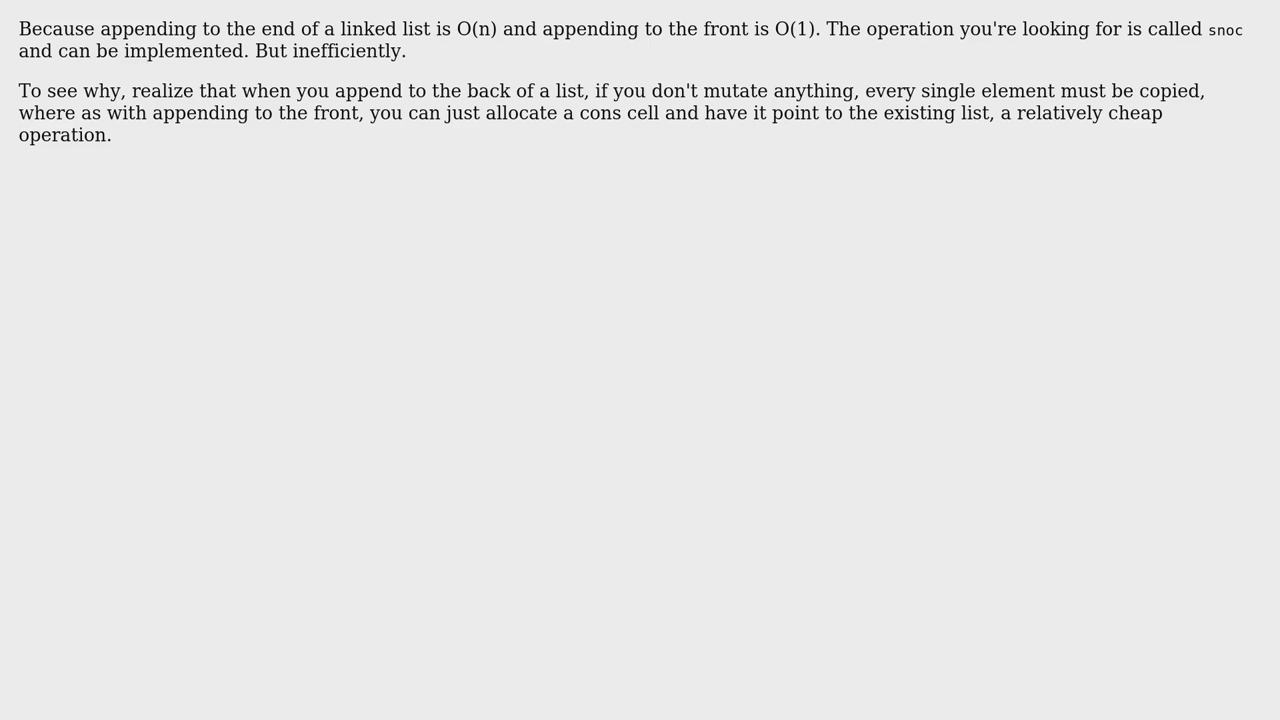 Because appending to the end of a linked list is O(n) and appending to the front is O(1). The operation you're looking for is called snoc
and can be implemented. But inefficiently.
To see why, realize that when you append to the back of a list, if you don't mutate anything, every single element must be copied,
where as with appending to the front, you can just allocate a cons cell and have it point to the existing list, a relatively cheap
operation.